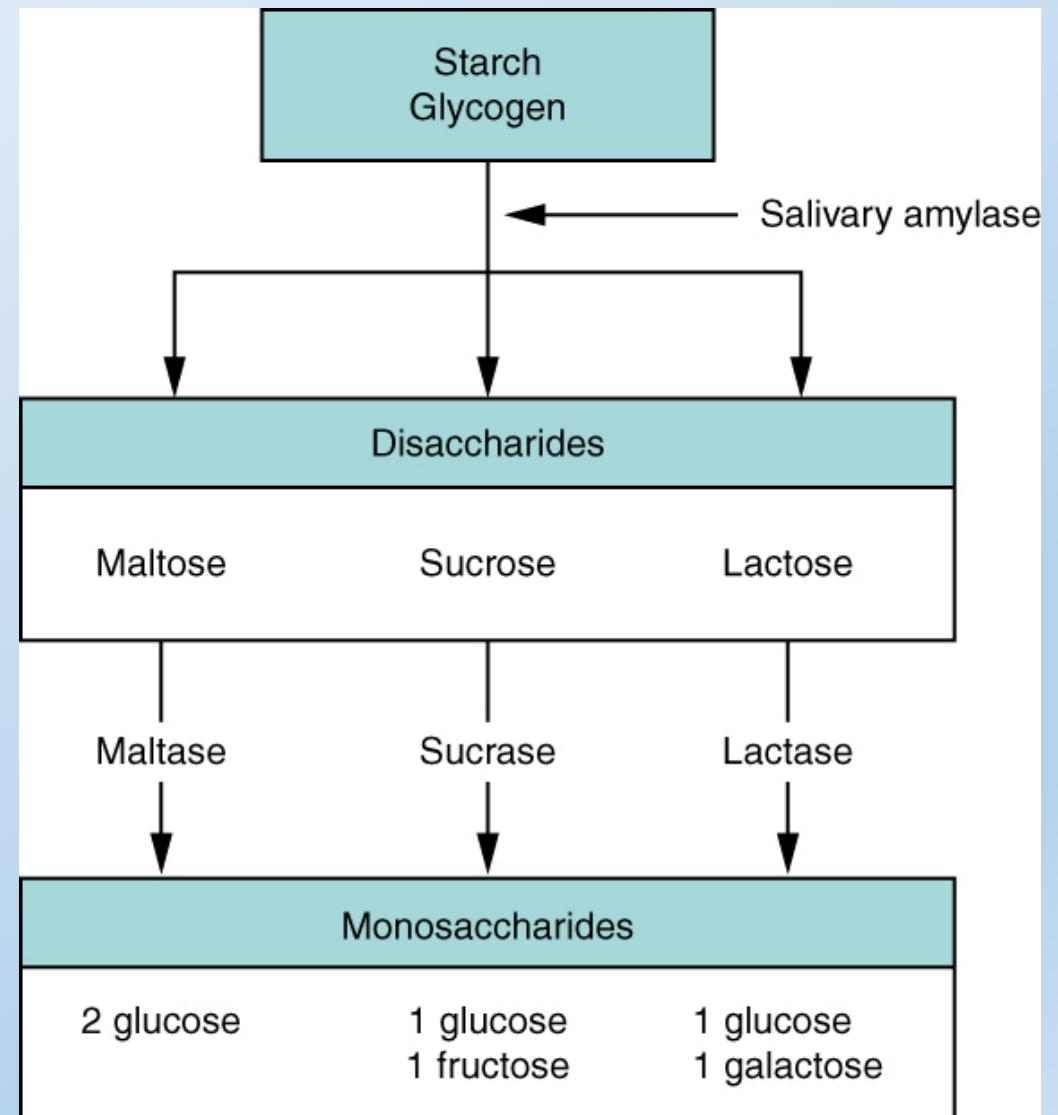 Starch
Glycogen
Salivary amylase
Disaccharides
Maltose Sucrose Lactose
Maltase Sucrase Lactase
Monosaccharides
2 glucose 1 glucose 1 glucose
1 fructose 1 galactose